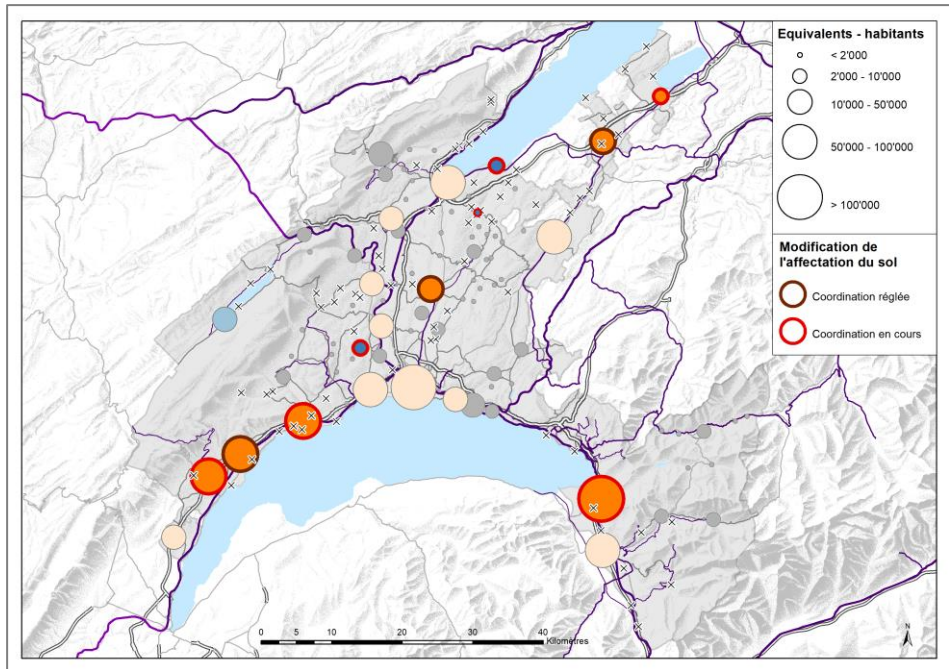 Equivalents - habitants
< 2'000
2'000 - 10'000
10'000 - 50'000
50'000 - 100'000
> 100'000
Modification de
l'affectation du sol
Coordination réglée
Coordination en cours
0 5 10 20 30 40
Kilomètres
N